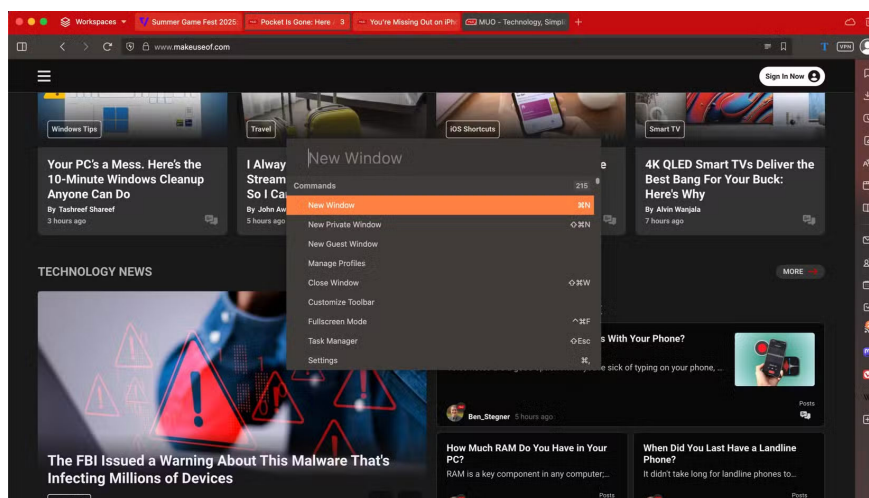 Workspaces
Summer Game Fest 2025:
Pocket Is Gone: Here
3
You're Missing Out on iPh
MUO - Technology, Simpl
www.makeuseof.com
VPN
Sign In Now
Windows Tips
Travel
iOS Shortcuts
Smart TV
Your PC's a Mess. Here's the
10-Minute Windows Cleanup
Anyone Can Do
By Tashreef Shareef
3 hours ago
I Alway
Stream
So I Ca
By John Aw
5 hours ago
4K QLED Smart TVs Deliver the
Best Bang For Your Buck:
Here's Why
By Alvin Wanjala
7 hours ago
New Window
Commands
215
New Window ⌘N
New Private Window ⇧⌘N
New Guest Window
Manage Profiles
Close Window ⇧⌘W
Customize Toolbar
Fullscreen Mode ^⌘F
Task Manager ⇧Esc
Settings ⌘,
TECHNOLOGY NEWS
MORE
The FBI Issued a Warning About This Malware That's
Infecting Millions of Devices
s With Your Phone?
e sick of typing on your phone, ...
Ben_Stegner 5 hours ago
Posts
How Much RAM Do You Have in Your
PC?
RAM is a key component in any computer;...
Posts
When Did You Last Have a Landline
Phone?
It didn't take long for landline phones to...
Posts